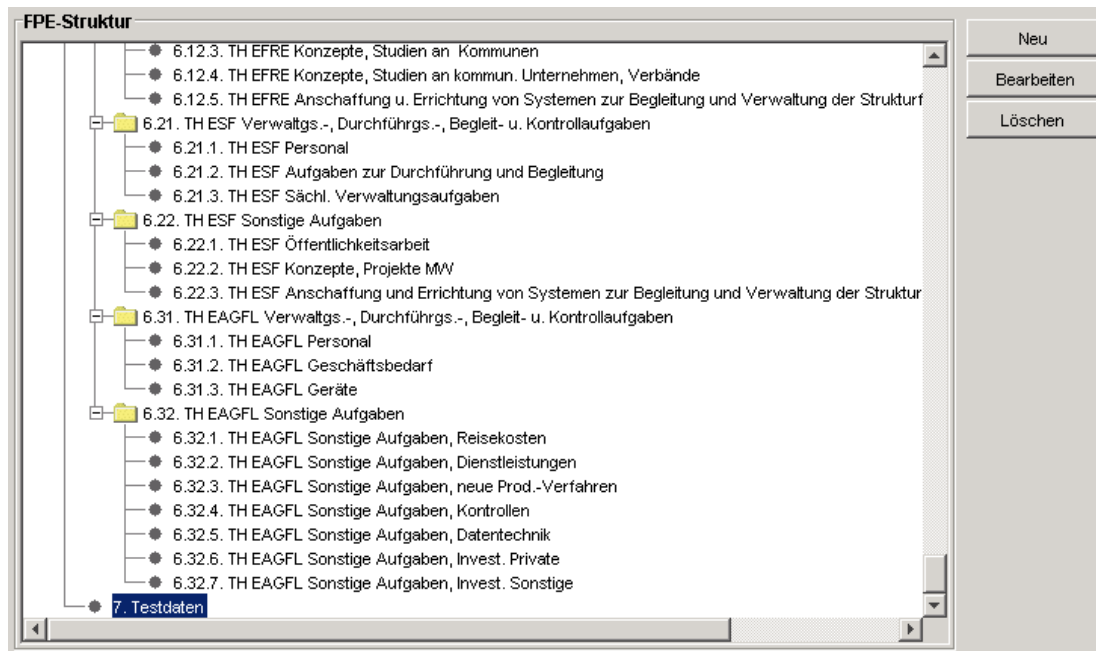 FPE-Struktur
Neu
Bearbeiten
Löschen
6.12.3. TH EFRE Konzepte, Studien an Kommunen
6.12.4. TH EFRE Konzepte, Studien an kommun. Unternehmen, Verbände
6.12.5. TH EFRE Anschaffung u. Errichtung von Systemen zur Begleitung und Verwaltung der Strukturf
6.21. TH ESF Verwaltgs.-, Durchführgs.-, Begleit- u. Kontrollaufgaben
6.21.1. TH ESF Personal
6.21.2. TH ESF Aufgaben zur Durchführung und Begleitung
6.21.3. TH ESF Sächl. Verwaltungsaufgaben
6.22. TH ESF Sonstige Aufgaben
6.22.1. TH ESF Öffentlichkeitsarbeit
6.22.2. TH ESF Konzepte, Projekte MW
6.22.3. TH ESF Anschaffung und Errichtung von Systemen zur Begleitung und Verwaltung der Struktur
6.31. TH EAGFL Verwaltgs.-, Durchführgs.-, Begleit- u. Kontrollaufgaben
6.31.1. TH EAGFL Personal
6.31.2. TH EAGFL Geschäftsbedarf
6.31.3. TH EAGFL Geräte
6.32. TH EAGFL Sonstige Aufgaben
6.32.1. TH EAGFL Sonstige Aufgaben, Reisekosten
6.32.2. TH EAGFL Sonstige Aufgaben, Dienstleistungen
6.32.3. TH EAGFL Sonstige Aufgaben, neue Prod.-Verfahren
6.32.4. TH EAGFL Sonstige Aufgaben, Kontrollen
6.32.5. TH EAGFL Sonstige Aufgaben, Datentechnik
6.32.6. TH EAGFL Sonstige Aufgaben, Invest. Private
6.32.7. TH EAGFL Sonstige Aufgaben, Invest. Sonstige
7. Testdaten